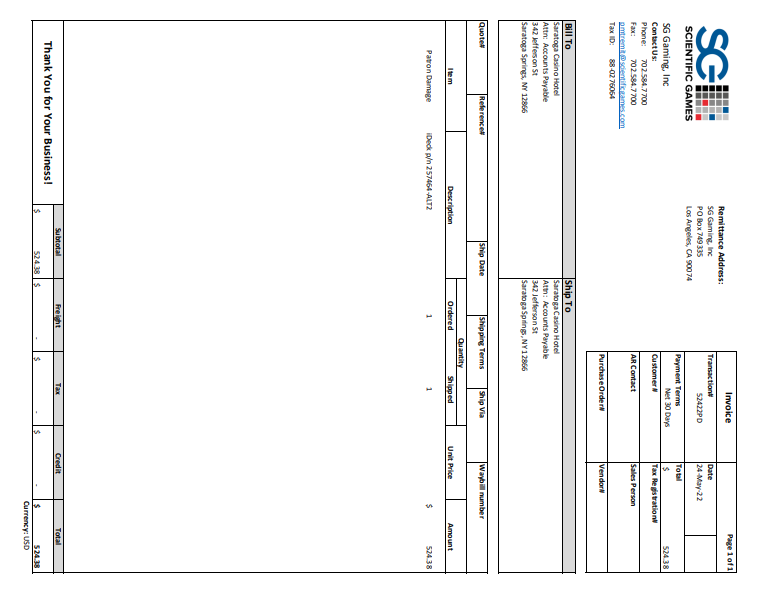 SG
SCIENTIFIC GAMES
SG Gaming, Inc
Contact Us:
Phone: 702.584.7700
Fax: 702.584.7700
pmtremit@scientificgames.com
Tax ID: 88-0276064
Remittance Address:
SG Gaming, Inc
PO Box 749335
Los Angeles, CA 90074
Invoice Page 1 of 1
Transaction# Date
52422PD 24-May-22
Payment Terms Total
Net 30 Days $ 524.38
Customer# Tax Registration#
AR Contact Sales Person
Purchase Order# Vendor#
Bill To Ship To
Saratoga Casino Hotel Saratoga Casino Hotel
Attn: Accounts Payable Attn: Accounts Payable
342 Jefferson St 342 Jefferson St
Saratoga Springs, NY 12866 Saratoga Springs, NY 12866
Quote# Reference# Ship Date Shipping Terms Ship Via Waybill number
Item Description Quantity Unit Price Amount
Ordered Shipped
Patron Damage iDeck p/n 257464-ALT2 1 1 $ 524.38
Thank You for Your Business!
Subtotal Freight Tax Credit Total
$ 524.38 $ - $ - $ - $ 524.38
Currency: USD